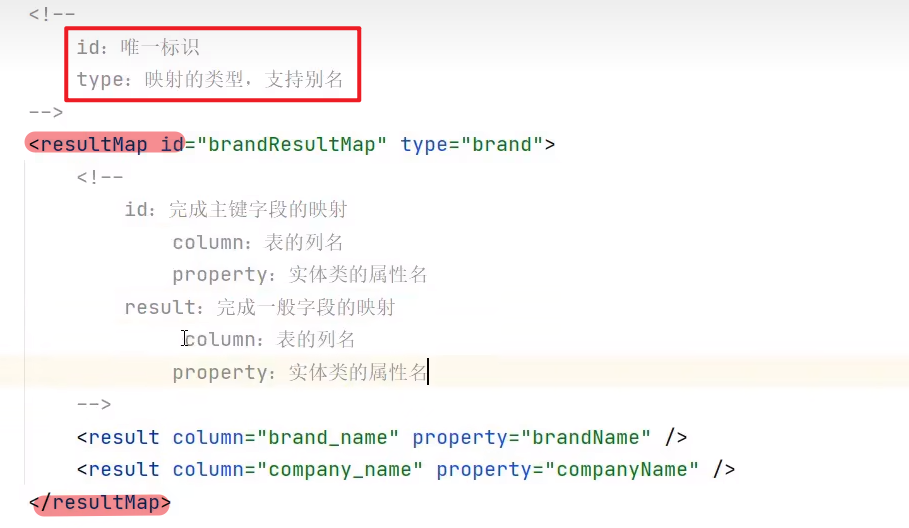 <!--
id：唯一标识
type：映射的类型，支持别名
-->
<resultMap id="brandResultMap" type="brand">
<!--
id：完成主键字段的映射
column：表的列名
property：实体类的属性名
result：完成一般字段的映射
column：表的列名
property：实体类的属性名
-->
<result column="brand_name" property="brandName" />
<result column="company_name" property="companyName" />
</resultMap>